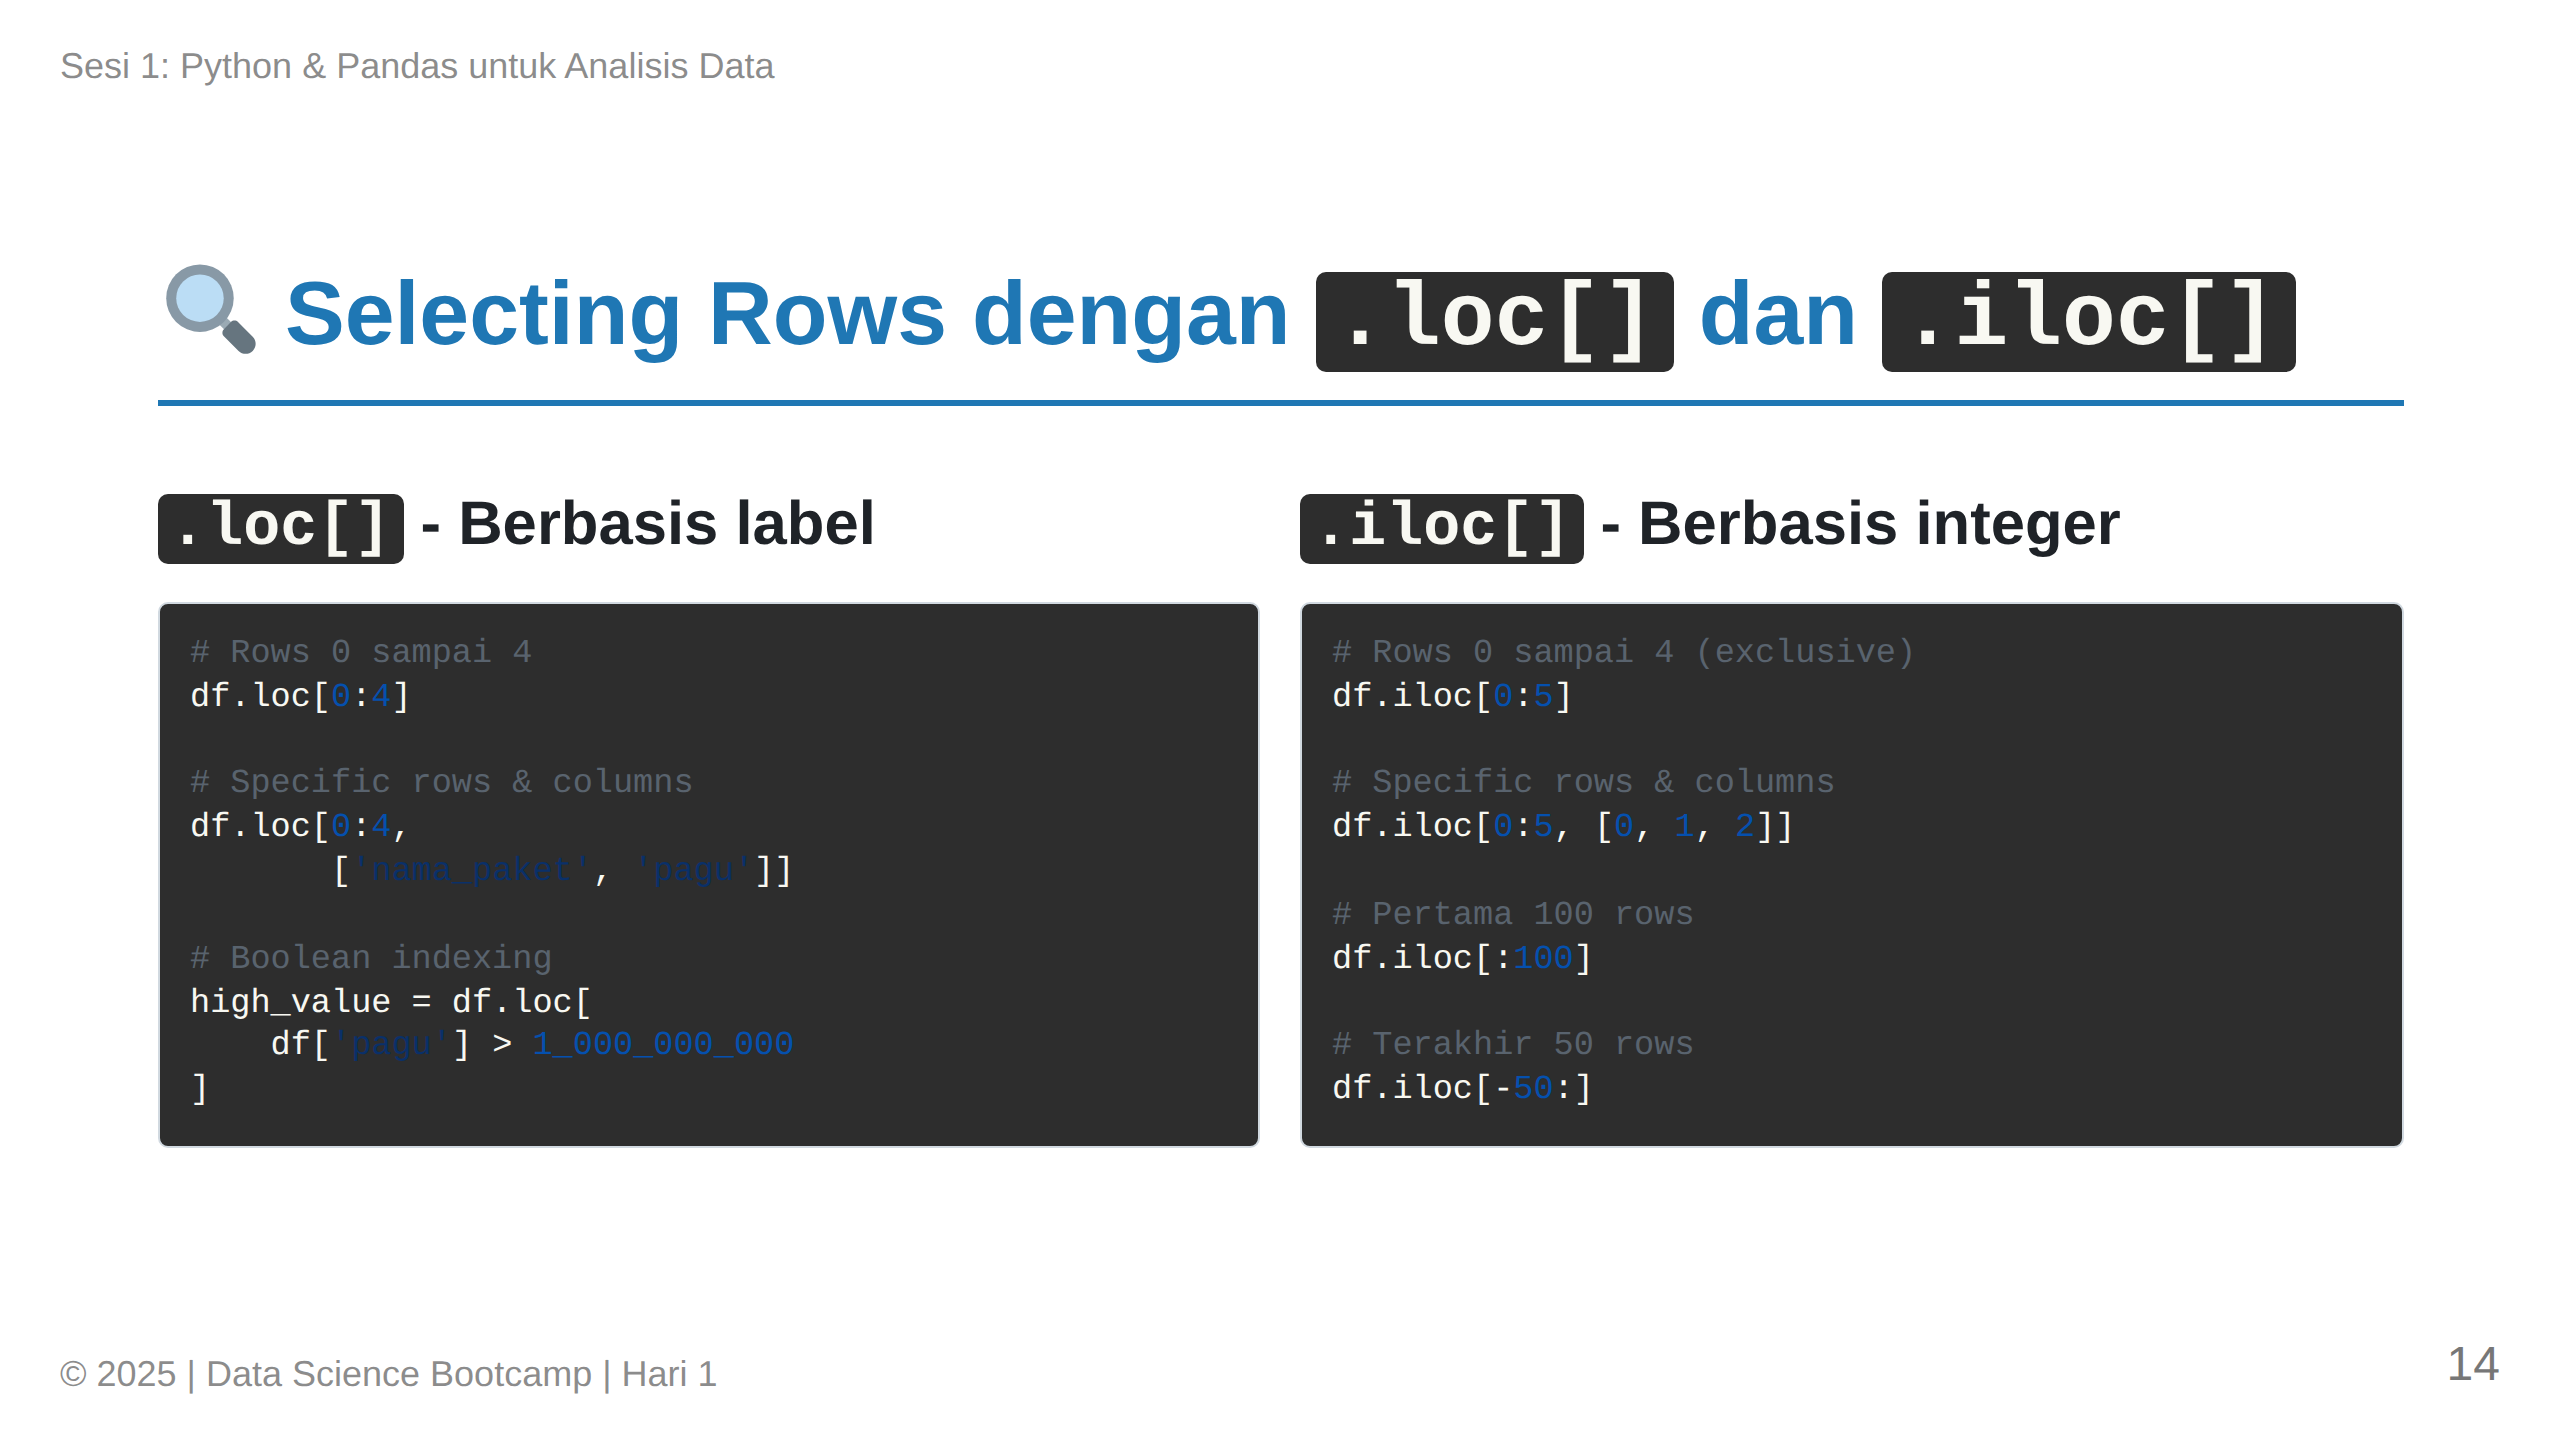 Sesi 1: Python & Pandas untuk Analisis Data
Selecting Rows dengan .loc[] dan .iloc[]
.loc[] - Berbasis label
# Rows 0 sampai 4
df.loc[0:4]

# Specific rows & columns
df.loc[0:4,
       ['nama_paket', 'pagu']]

# Boolean indexing
high_value = df.loc[
    df['pagu'] > 1_000_000_000
]
.iloc[] - Berbasis integer
# Rows 0 sampai 4 (exclusive)
df.iloc[0:5]

# Specific rows & columns
df.iloc[0:5, [0, 1, 2]]

# Pertama 100 rows
df.iloc[:100]

# Terakhir 50 rows
df.iloc[-50:]
© 2025 | Data Science Bootcamp | Hari 1
14